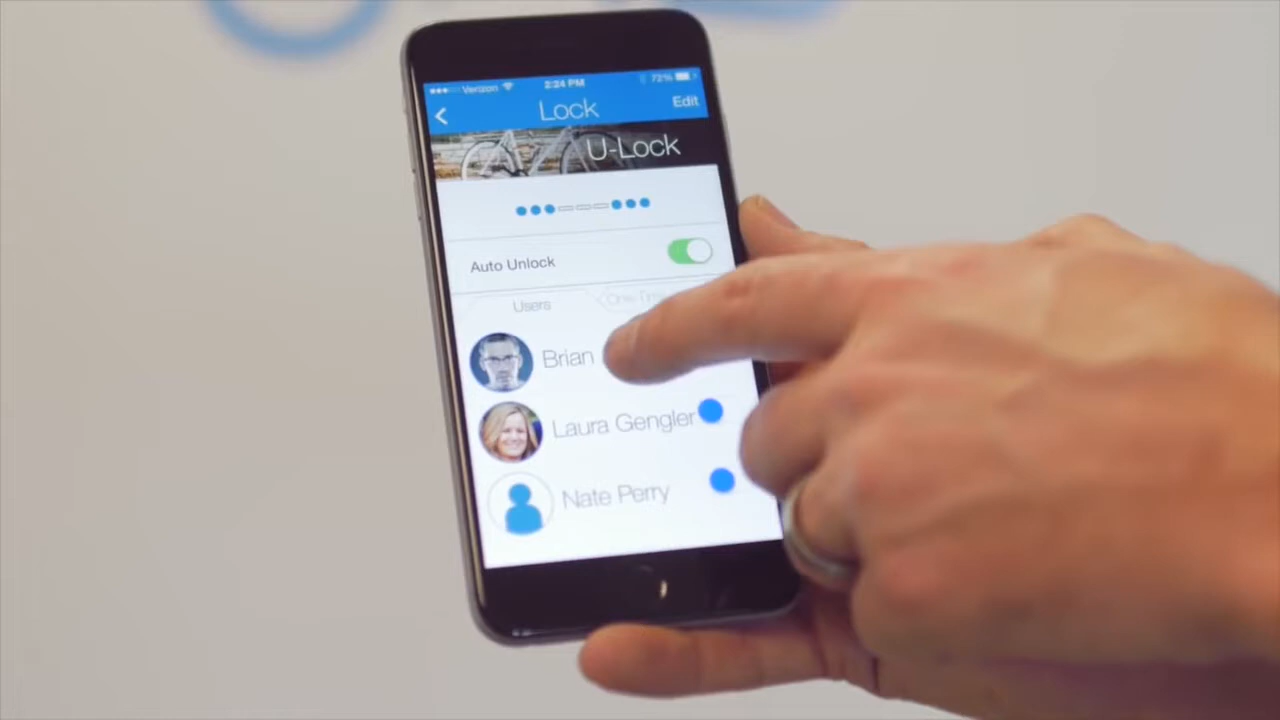 Verizon 2:24 PM 72%
Lock Edit
U-Lock
Auto Unlock
Users
Brian
Laura Gengler
Nate Perry